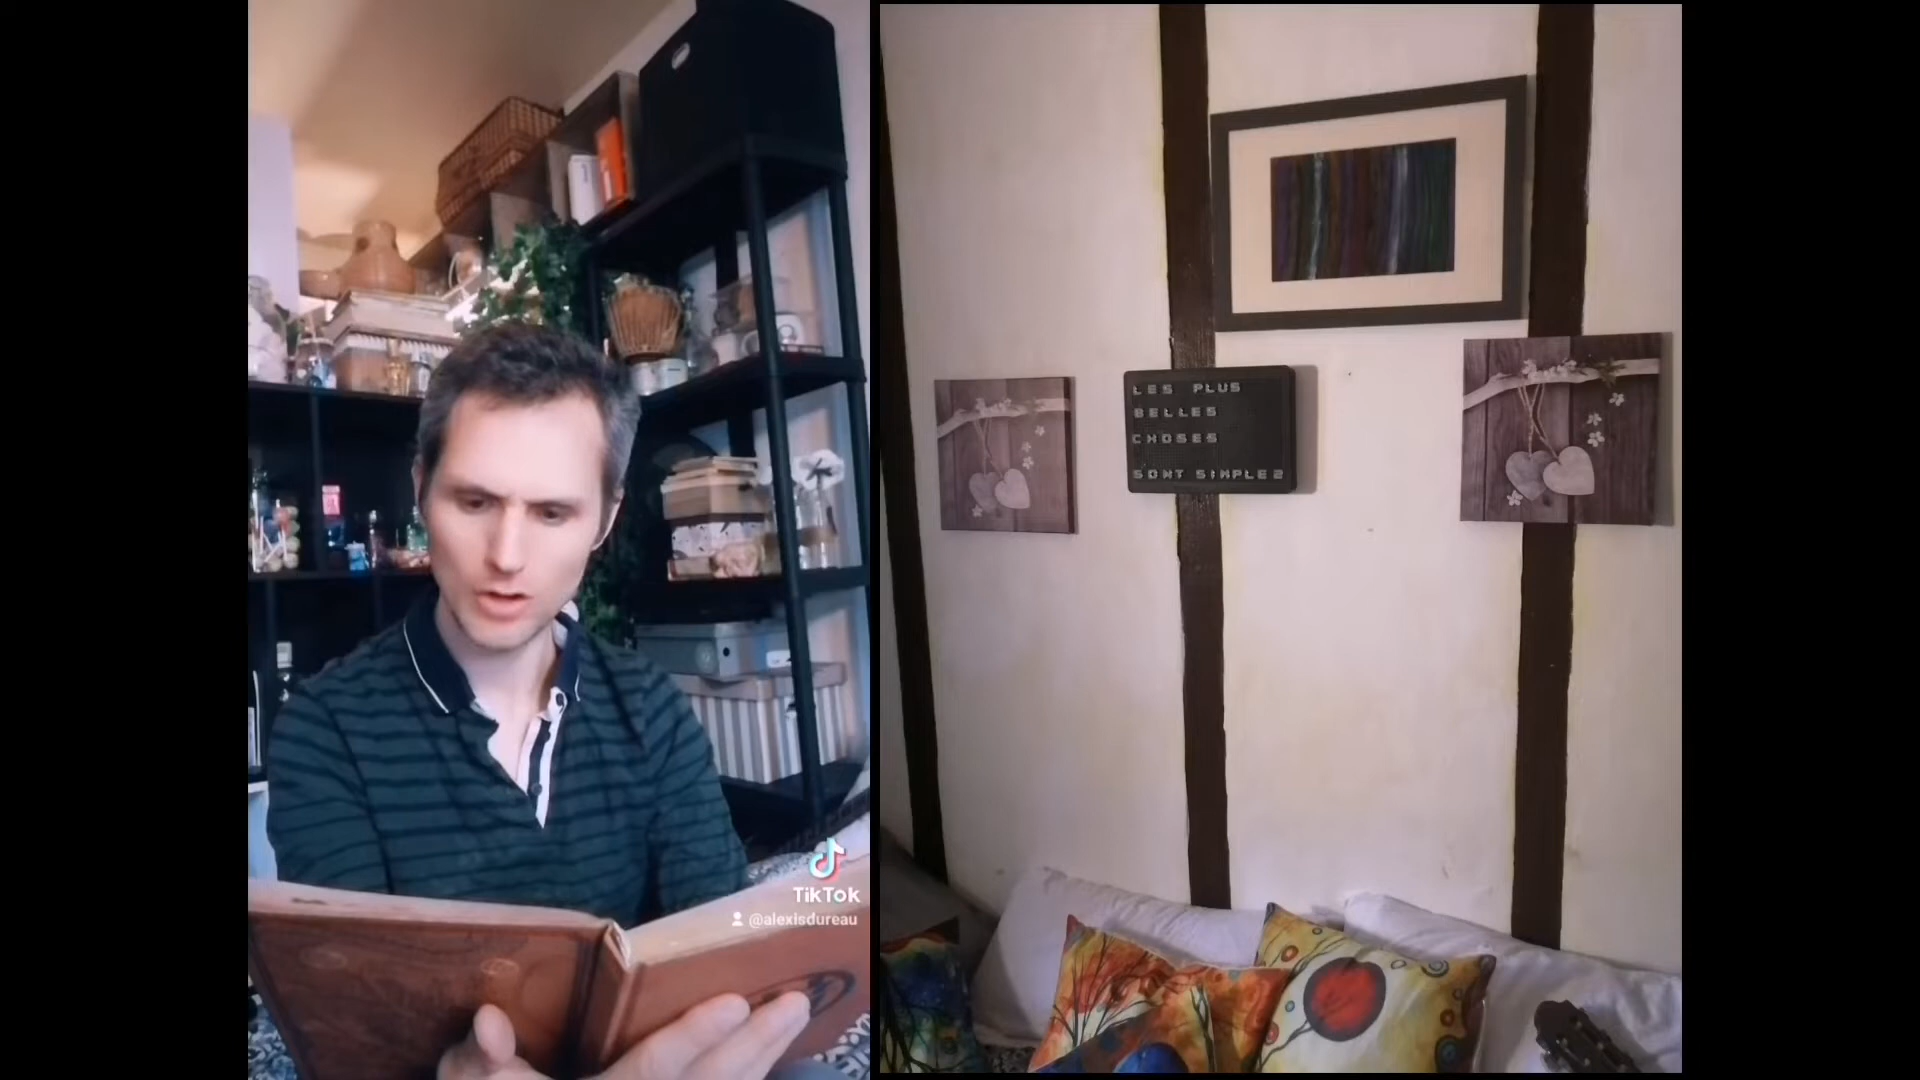 TikTok
@alexisdureau
LES PLUS
BELLES
CHOSES
SONT SIMPLE2